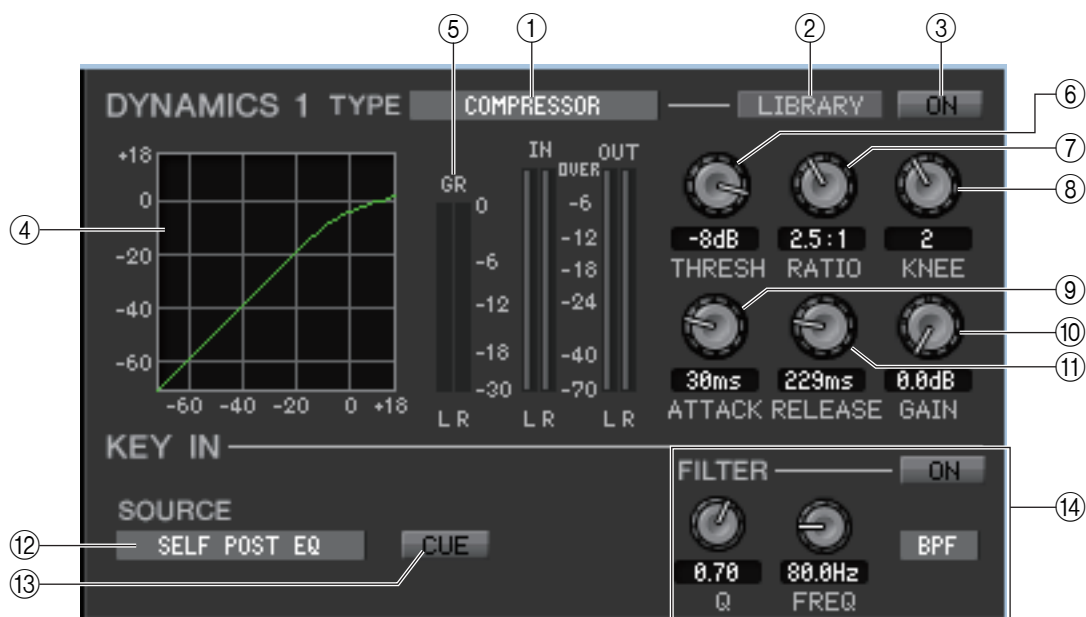 ⑤ ① ② ③
DYNAMICS 1 TYPE COMPRESSOR LIBRARY ON
⑥
⑦
⑧
④
+18
0
-20
-40
-60
-60 -40 -20 0 +18
GR
0
-6
-12
-18
-30
L R
IN OUT
OVER
-6
-12
-18
-24
-40
-70
L R L R
-8dB 2.5:1 2
THRESH RATIO KNEE
⑨
⑩
⑪
30ms 229ms 0.0dB
ATTACK RELEASE GAIN
KEY IN
SOURCE
⑫ SELF POST EQ CUE
⑬
FILTER ON
⑭
0.70 80.0Hz BPF
Q FREQ